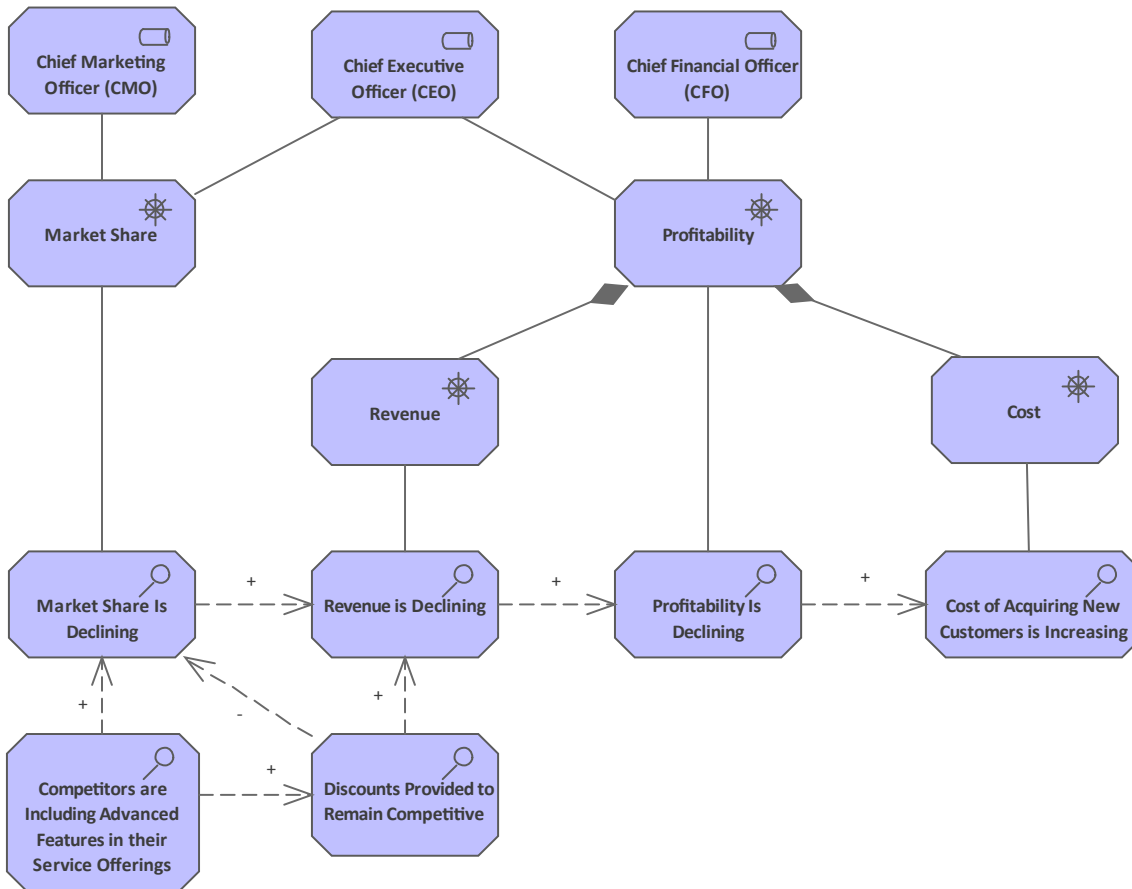 Chief Marketing
Officer (CMO)
Chief Executive
Officer (CEO)
Chief Financial Officer
(CFO)
Market Share
Profitability
Revenue
Cost
Market Share Is
Declining
+
Revenue is Declining
+
Profitability Is
Declining
+
Cost of Acquiring New
Customers is Increasing
+
-
+
+
Competitors are
Including Advanced
Features in their
Service Offerings
Discounts Provided to
Remain Competitive